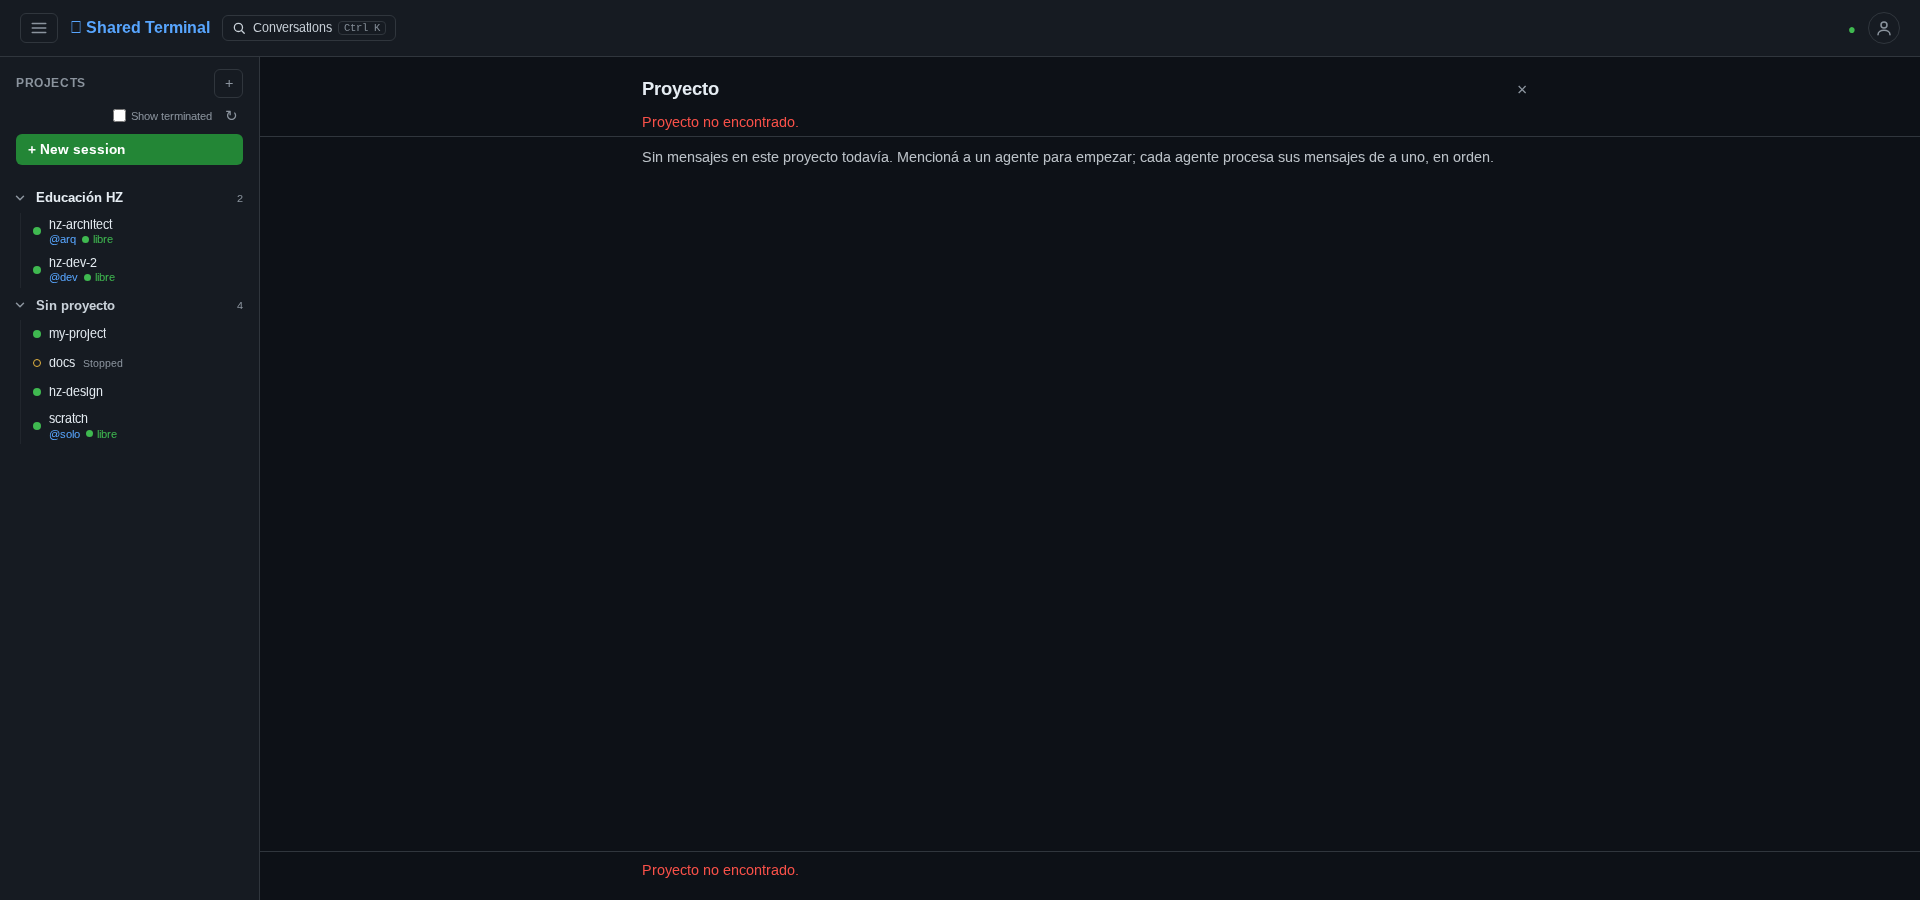 Shared Terminal
Conversations Ctrl K
PROJECTS
+
Show terminated ↻
+ New session
Educación HZ 2
hz-architect
@arq libre
hz-dev-2
@dev libre
Sin proyecto 4
my-project
docs Stopped
hz-design
scratch
@solo libre
Proyecto ×
Proyecto no encontrado.
Sin mensajes en este proyecto todavía. Mencioná a un agente para empezar; cada agente procesa sus mensajes de a uno, en orden.
Proyecto no encontrado.